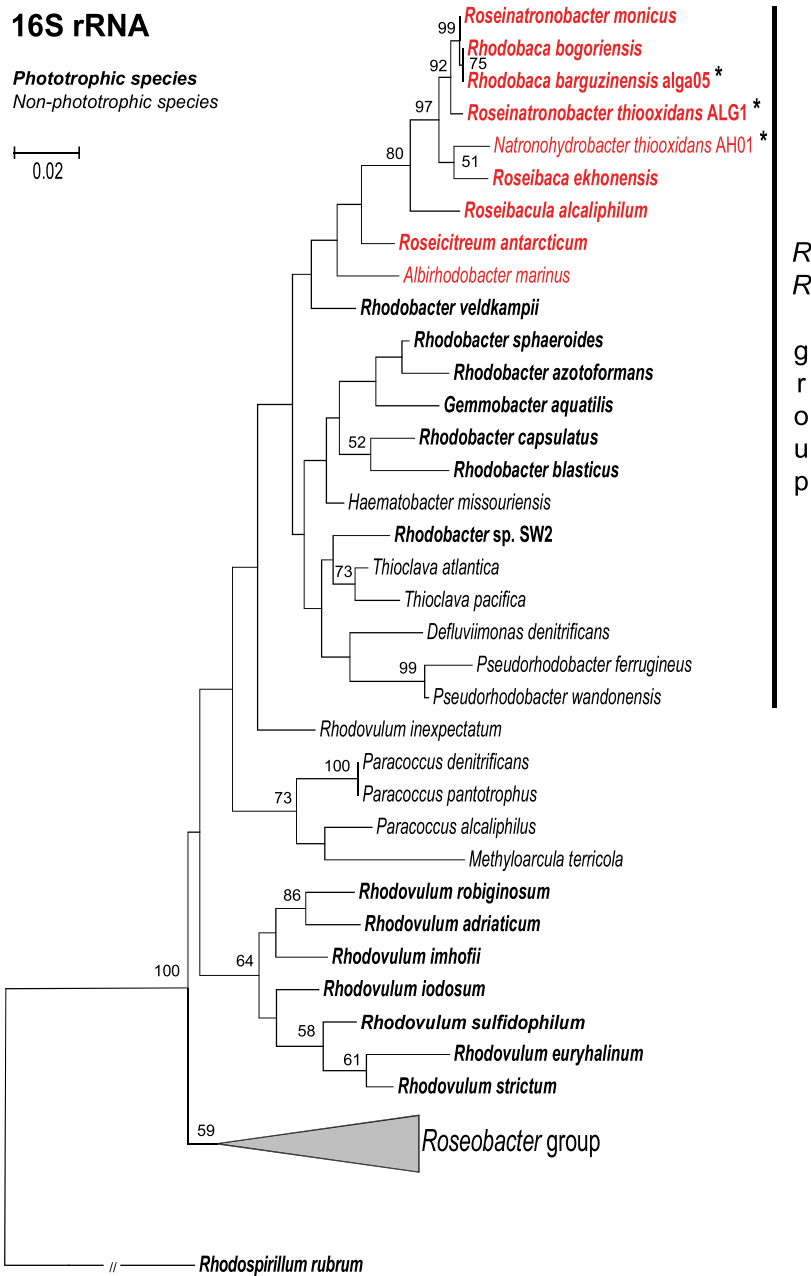 16S rRNA
Phototrophic species
Non-phototrophic species
0.02
Roseinatronobacter monicus
99
Rhodobaca bogoriensis
75
92
Rhodobaca barguzinensis alga05 *
97
Roseinatronobacter thiooxidans ALG1 *
Natronohydrobacter thiooxidans AH01 *
80
51
Roseibaca ekhonensis
Roseibacula alcaliphilum
Roseicitreum antarcticum
Albirhodobacter marinus
Rhodobacter veldkampii
Rhodobacter sphaeroides
Rhodobacter azotoformans
Gemmobacter aquatilis
Rhodobacter capsulatus
52
Rhodobacter blasticus
Haematobacter missouriensis
Rhodobacter sp. SW2
Thioclava atlantica
73
Thioclava pacifica
Defluviimonas denitrificans
Pseudorhodobacter ferrugineus
99
Pseudorhodobacter wandonensis
R
R
g
r
o
u
p
Rhodovulum inexpectatum
Paracoccus denitrificans
100
Paracoccus pantotrophus
73
Paracoccus alcaliphilus
Methyloarcula terricola
Rhodovulum robiginosum
86
Rhodovulum adriaticum
Rhodovulum imhofii
64
100
Rhodovulum iodosum
Rhodovulum sulfidophilum
58
Rhodovulum euryhalinum
61
Rhodovulum strictum
59
Roseobacter group
//
Rhodospirillum rubrum